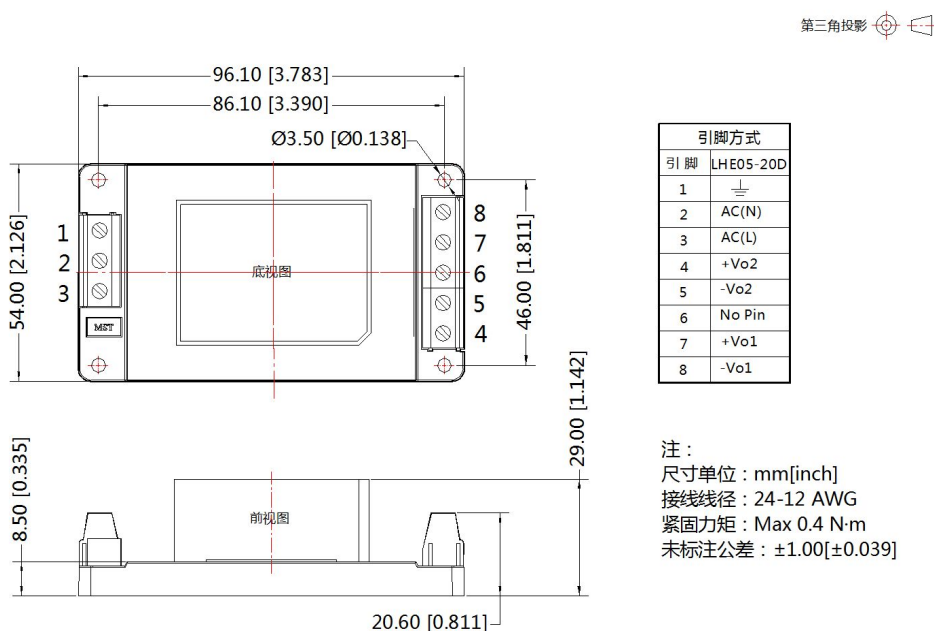 第三角投影
96.10 [3.783]
86.10 [3.390]
Ø3.50 [Ø0.138]
54.00 [2.126]
1
2
3
MST
底视图
8
7
6
5
4
46.00 [1.811]
引脚方式
引 脚 LHE05-20D
1
2 AC(N)
3 AC(L)
4 +Vo2
5 -Vo2
6 No Pin
7 +Vo1
8 -Vo1
8.50 [0.335]
前视图
29.00 [1.142]
20.60 [0.811]
注：
尺寸单位：mm[inch]
接线线径：24-12 AWG
紧固力矩：Max 0.4 N·m
未标注公差：±1.00[±0.039]